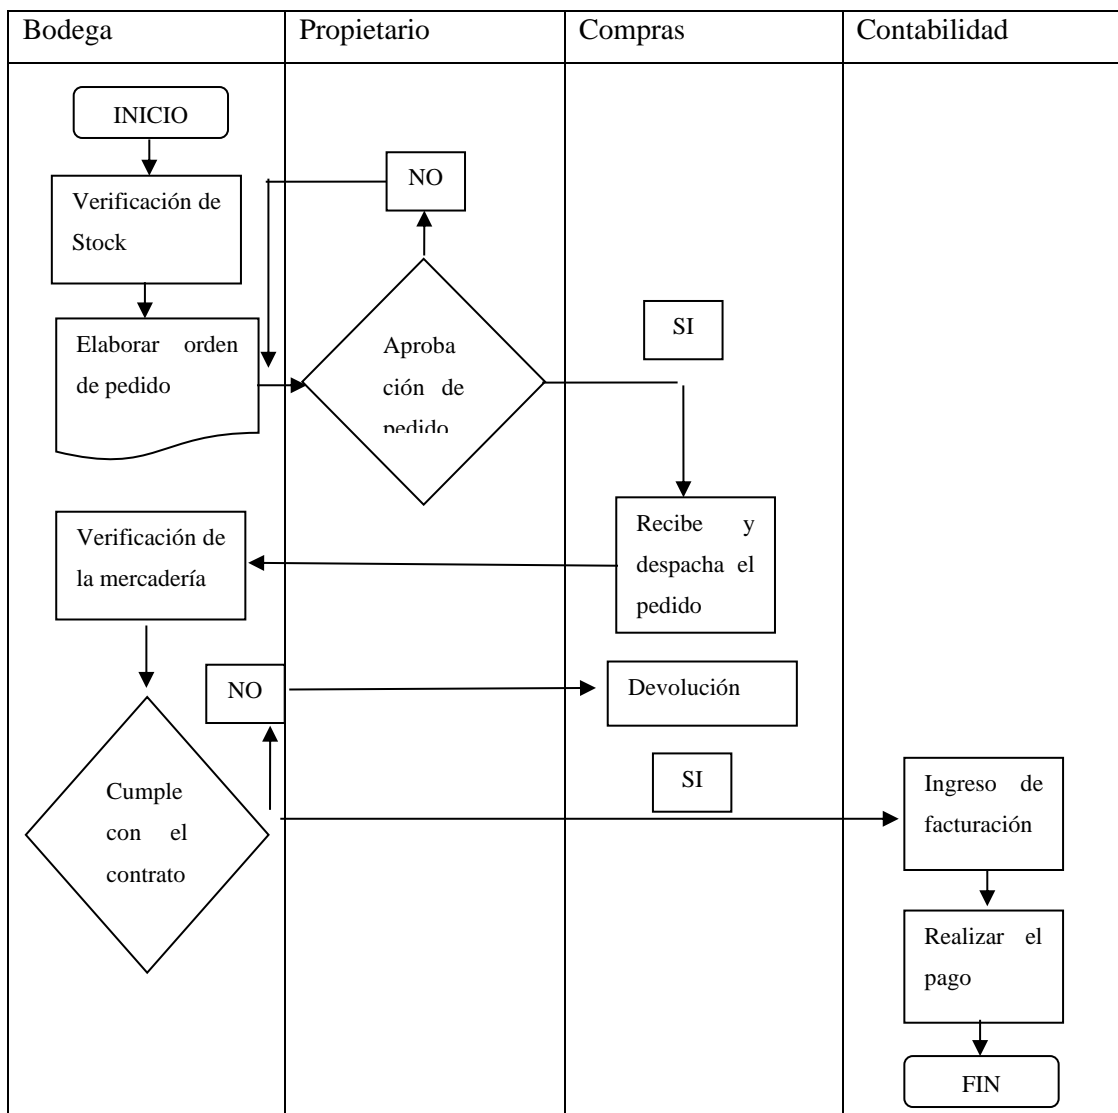 Bodega
Propietario
Compras
Contabilidad
INICIO
NO
Verificación de
Stock
SI
Elaborar orden
de pedido
Aproba
ción de
pedido
Recibe y
despacha el
pedido
Verificación de
la mercadería
NO
Devolución
SI
Cumple
con el
contrato
Ingreso de
facturación
Realizar el
pago
FIN